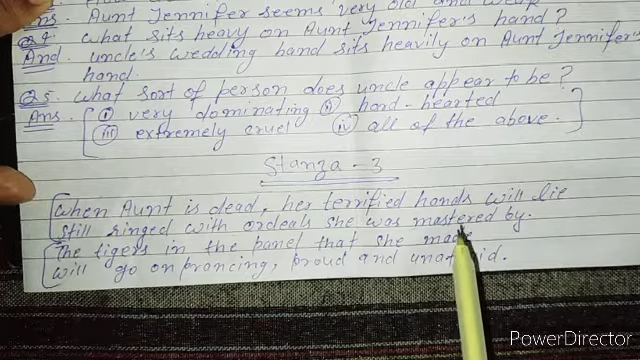 Ans. Aunt Jennifer seems very old and weak
Q4. What sits heavy on Aunt Jennifer's hand?
And. uncle's wedding band sits heavily on Aunt Jennifer's
hand.
Q5. What sort of person does uncle appear to be?
Ans. (i) very dominating (ii) hard-hearted
(iii) extremely cruel (iv) all of the above.
Stanza - 3
When Aunt is dead, her terrified hands will lie
Still ringed with ordeals she was mastered by.
The tigers in the panel that she made
will go on prancing, proud and unafraid.
PowerDirector